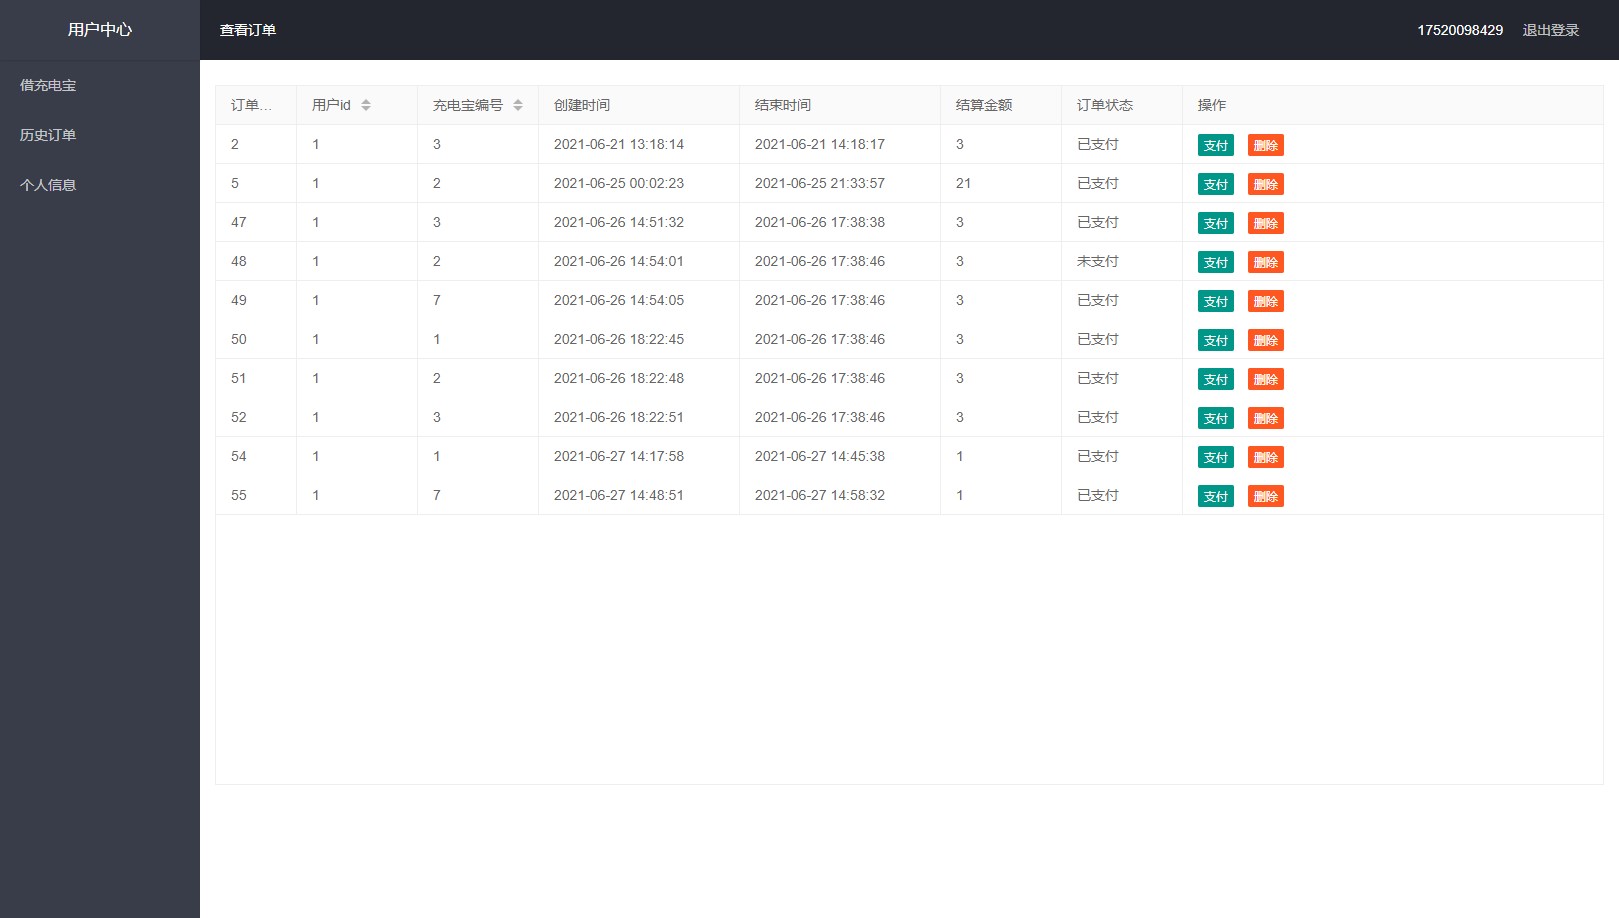 用户中心
查看订单
17520098429 退出登录
借充电宝
历史订单
个人信息
订单... 用户id 充电宝编号 创建时间 结束时间 结算金额 订单状态 操作
2 1 3 2021-06-21 13:18:14 2021-06-21 14:18:17 3 已支付 支付 删除
5 1 2 2021-06-25 00:02:23 2021-06-25 21:33:57 21 已支付 支付 删除
47 1 3 2021-06-26 14:51:32 2021-06-26 17:38:38 3 已支付 支付 删除
48 1 2 2021-06-26 14:54:01 2021-06-26 17:38:46 3 未支付 支付 删除
49 1 7 2021-06-26 14:54:05 2021-06-26 17:38:46 3 已支付 支付 删除
50 1 1 2021-06-26 18:22:45 2021-06-26 17:38:46 3 已支付 支付 删除
51 1 2 2021-06-26 18:22:48 2021-06-26 17:38:46 3 已支付 支付 删除
52 1 3 2021-06-26 18:22:51 2021-06-26 17:38:46 3 已支付 支付 删除
54 1 1 2021-06-27 14:17:58 2021-06-27 14:45:38 1 已支付 支付 删除
55 1 7 2021-06-27 14:48:51 2021-06-27 14:58:32 1 已支付 支付 删除